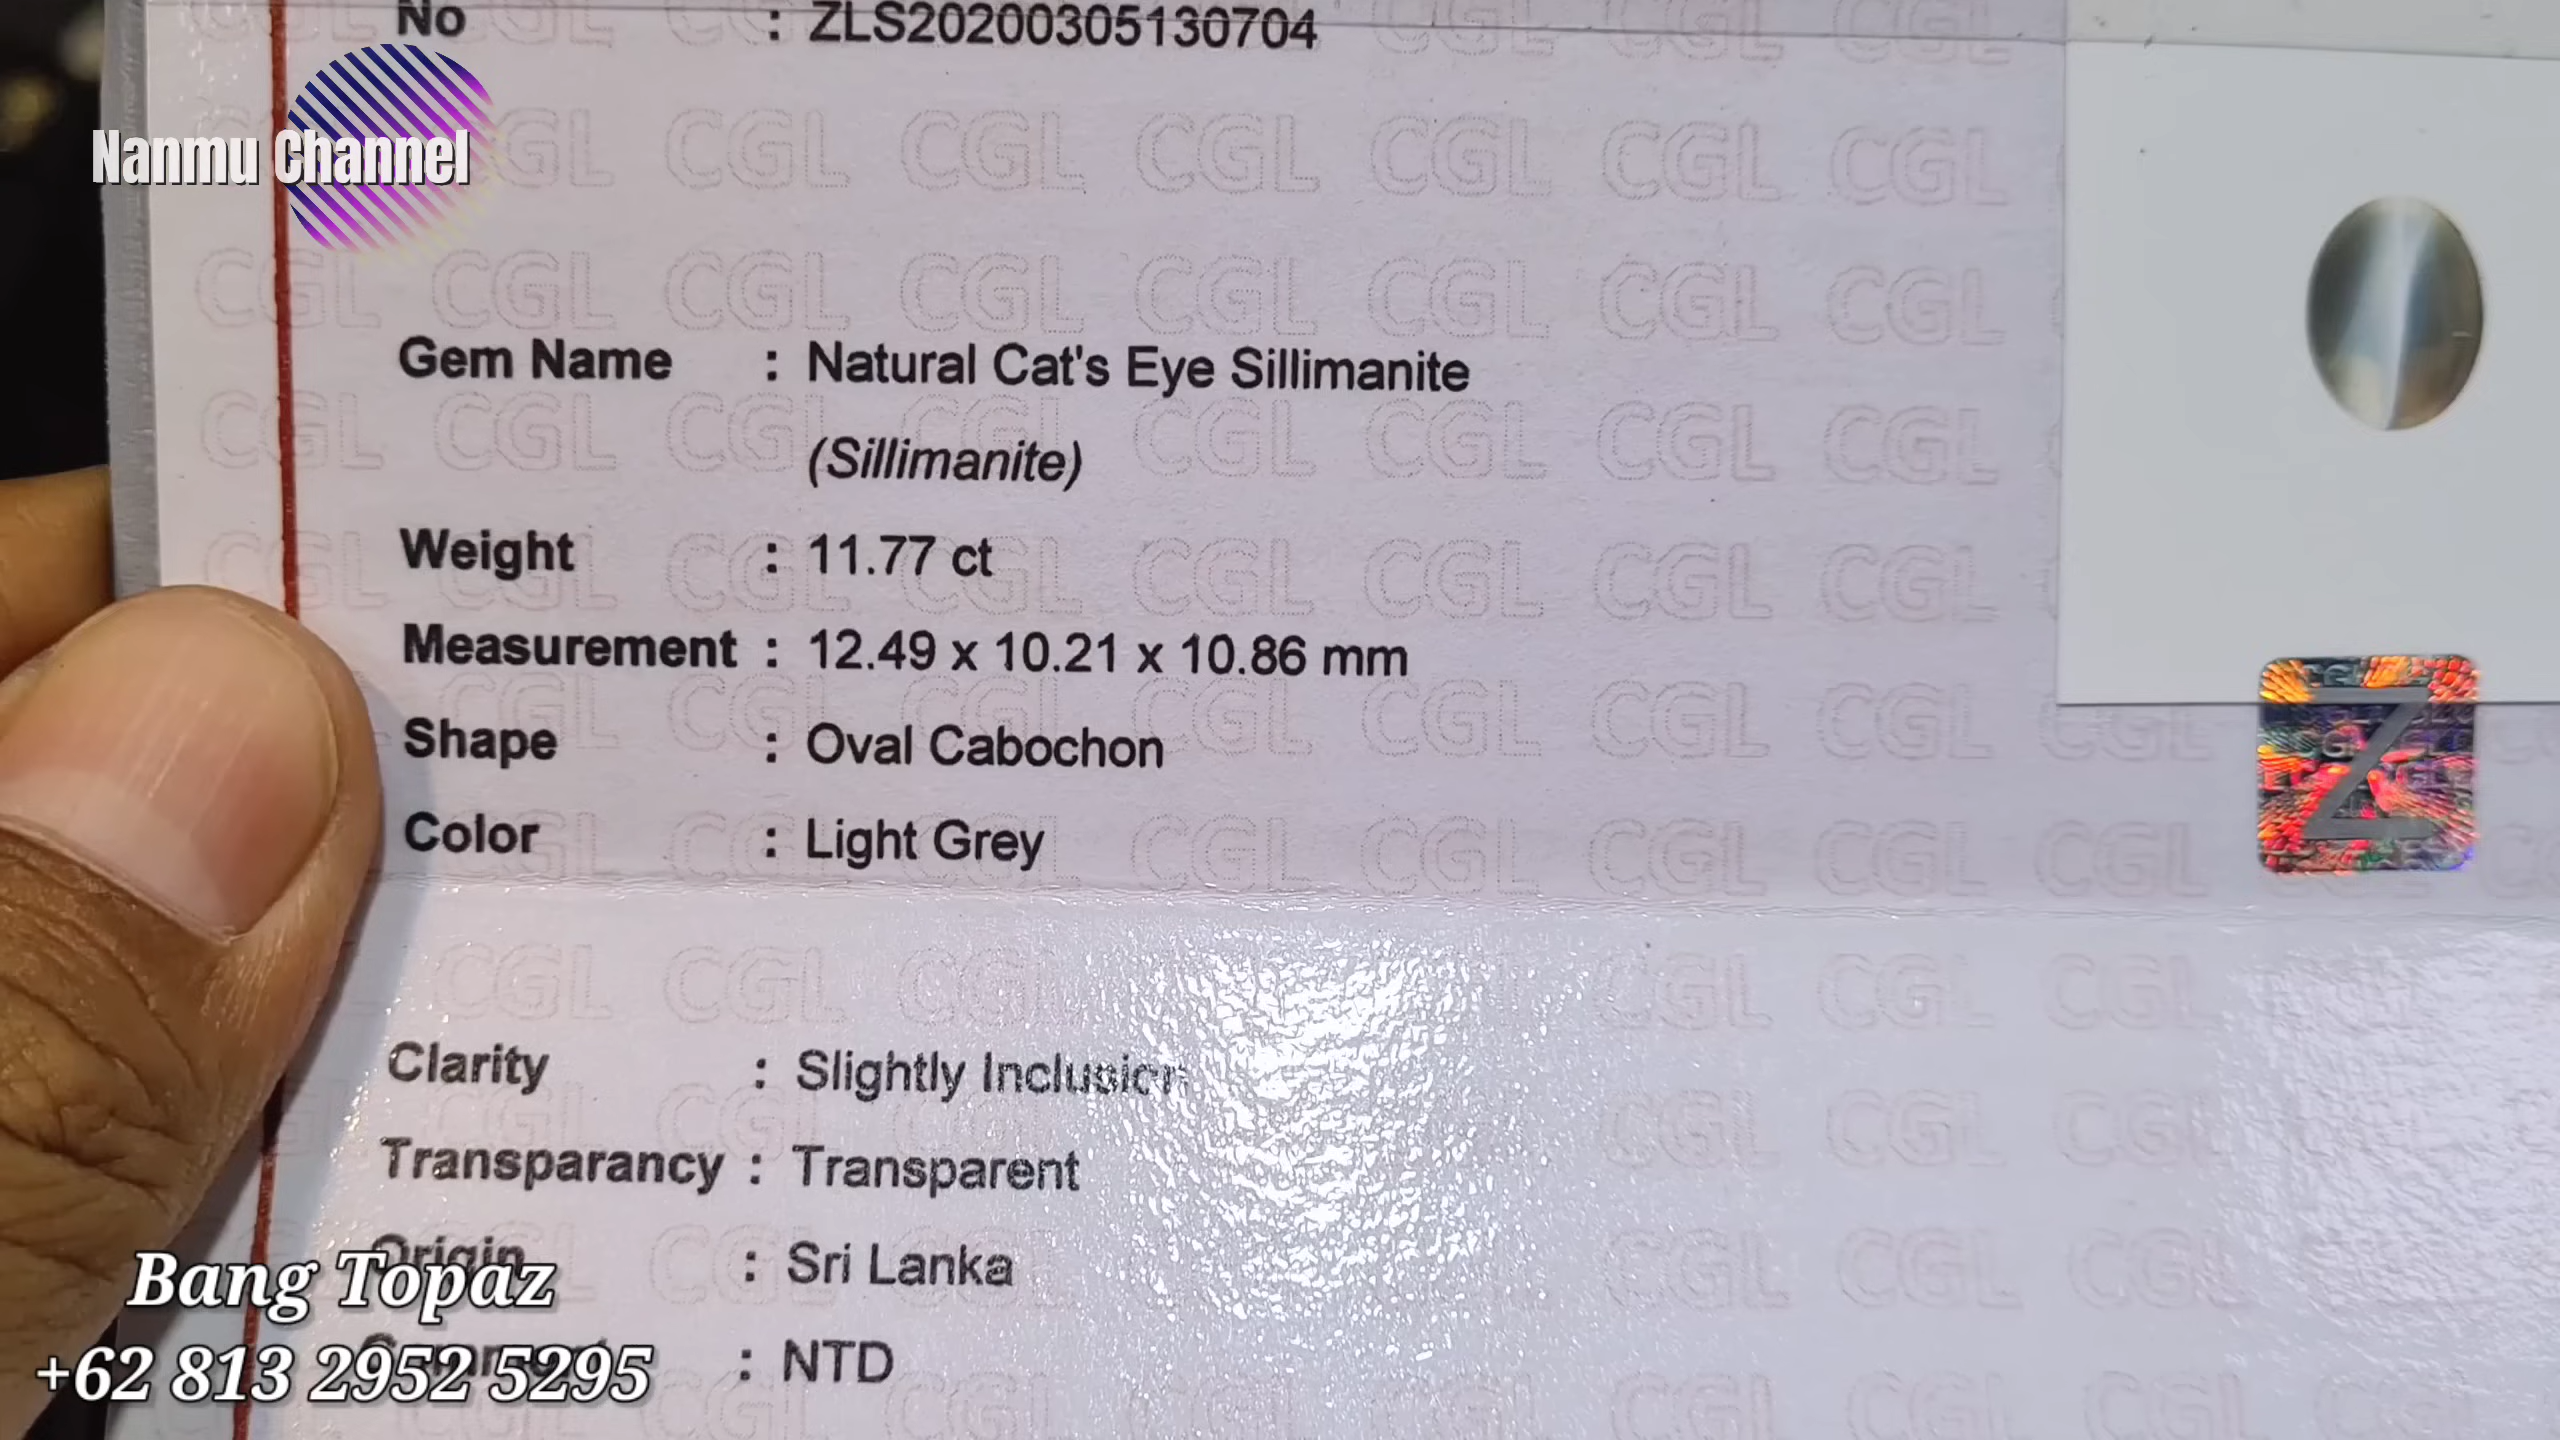 No : ZLS20200305130704
Nanmu Channel
Gem Name : Natural Cat's Eye Sillimanite
(Sillimanite)
Weight : 11.77 ct
Measurement : 12.49 x 10.21 x 10.86 mm
Shape : Oval Cabochon
Color : Light Grey
Z
Clarity : Slightly Inclusion
Transparancy : Transparent
Origin : Sri Lanka
Bang Topaz
: NTD
+62 813 2952 5295